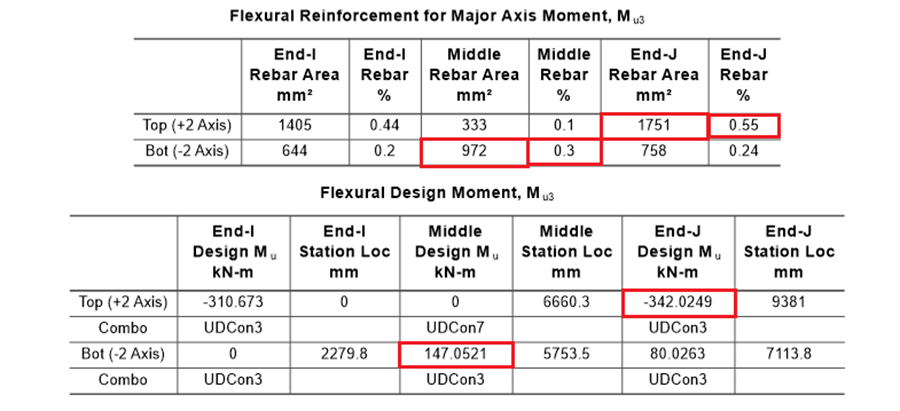 Flexural Reinforcement for Major Axis Moment, M u3
End-I Rebar Area mm² End-I Rebar % Middle Rebar Area mm² Middle Rebar % End-J Rebar Area mm² End-J Rebar %
Top (+2 Axis) 1405 0.44 333 0.1 1751 0.55
Bot (-2 Axis) 644 0.2 972 0.3 758 0.24
Flexural Design Moment, M u3
End-I Design M u kN-m End-I Station Loc mm Middle Design M u kN-m Middle Station Loc mm End-J Design M u kN-m End-J Station Loc mm
Top (+2 Axis) -310.673 0 0 6660.3 -342.0249 9381
Combo UDCon3 UDCon7 UDCon3
Bot (-2 Axis) 0 2279.8 147.0521 5753.5 80.0263 7113.8
Combo UDCon3 UDCon3 UDCon3